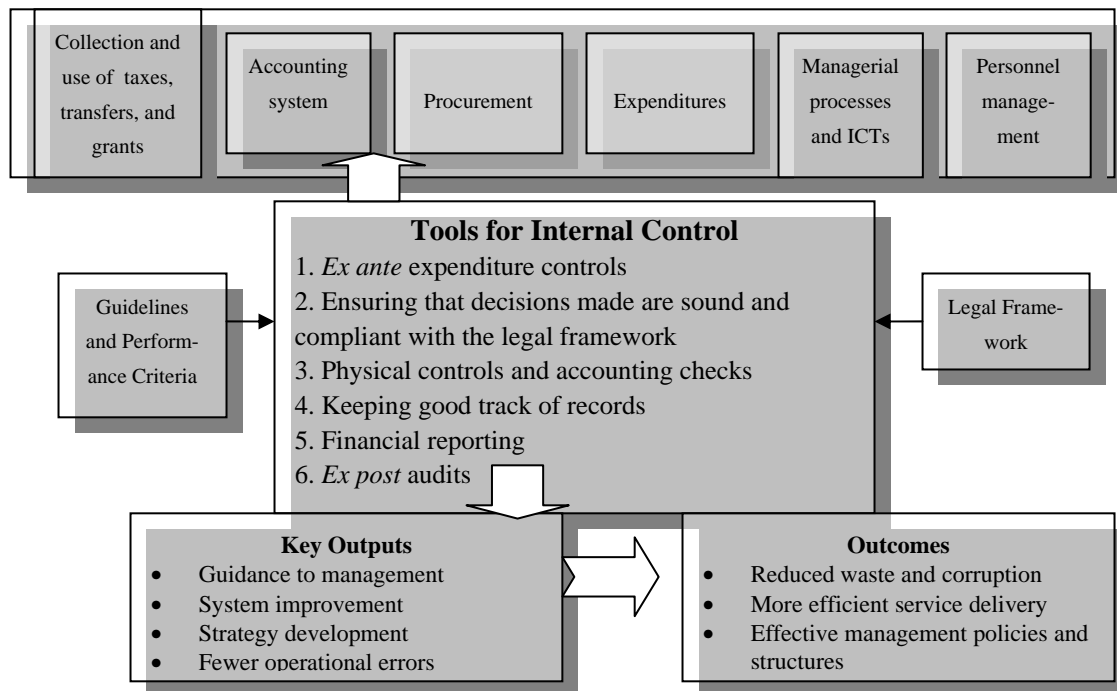 Collection and
use of taxes,
transfers, and
grants
Accounting
system
Procurement
Expenditures
Managerial
processes
and ICTs
Personnel
manage-
ment
Tools for Internal Control
1. Ex ante expenditure controls
2. Ensuring that decisions made are sound and
compliant with the legal framework
3. Physical controls and accounting checks
4. Keeping good track of records
5. Financial reporting
6. Ex post audits
Guidelines
and Perform-
ance Criteria
Legal Frame-
work
Key Outputs
• Guidance to management
• System improvement
• Strategy development
• Fewer operational errors
Outcomes
• Reduced waste and corruption
• More efficient service delivery
• Effective management policies and
structures